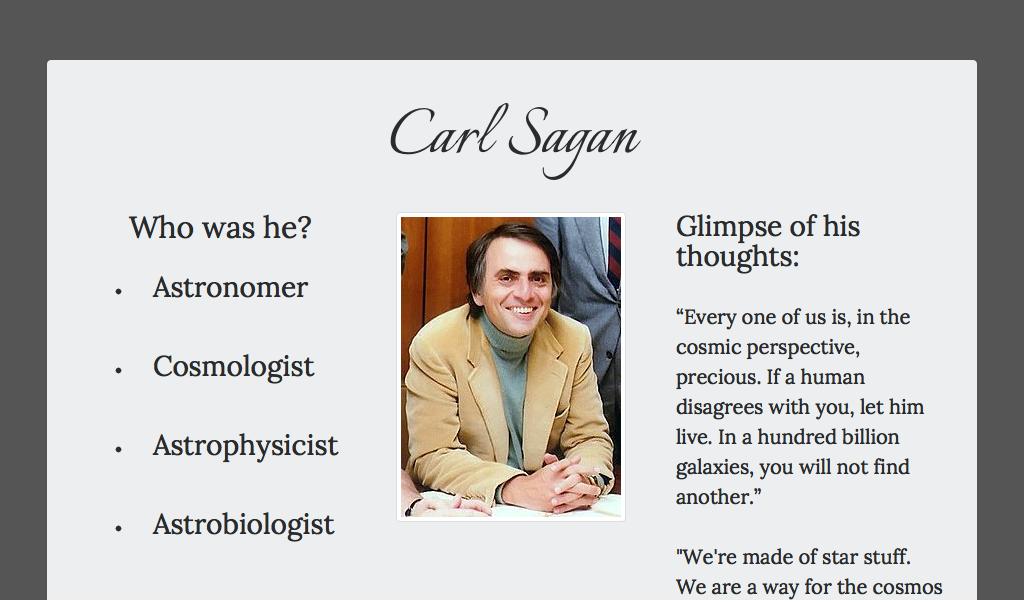 Carl Sagan
Who was he?
• Astronomer
• Cosmologist
• Astrophysicist
• Astrobiologist
Glimpse of his
thoughts:
“Every one of us is, in the
cosmic perspective,
precious. If a human
disagrees with you, let him
live. In a hundred billion
galaxies, you will not find
another.”
"We're made of star stuff.
We are a way for the cosmos